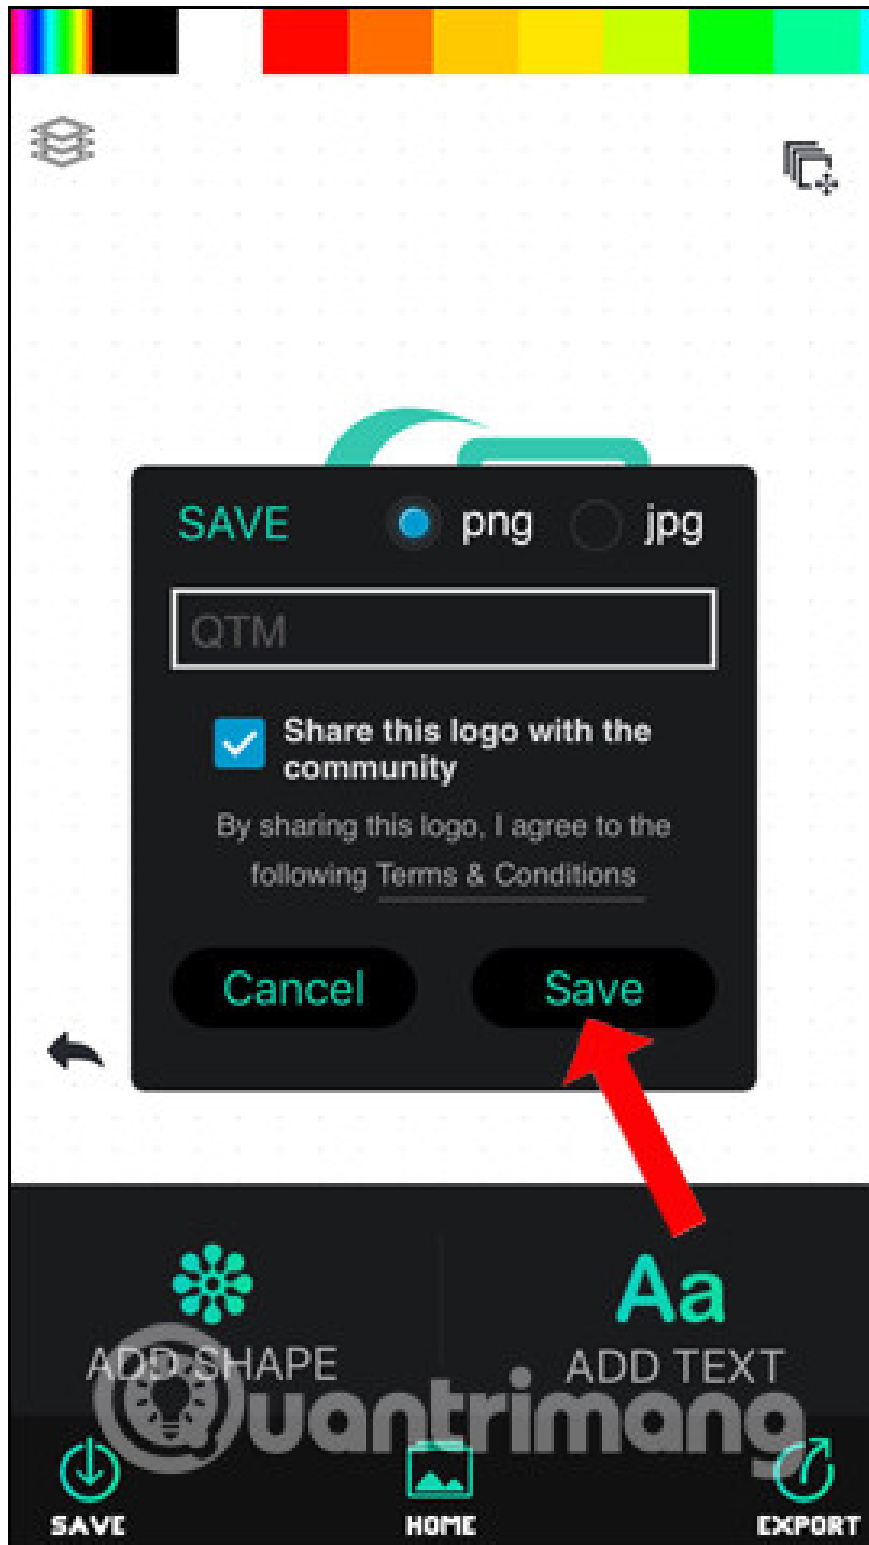 SAVE png jpg
QTM
Share this logo with the
community
By sharing this logo, I agree to the
following Terms & Conditions
Cancel Save
Aa
ADD SHAPE ADD TEXT
Quantrimang
SAVE HOME EXPORT